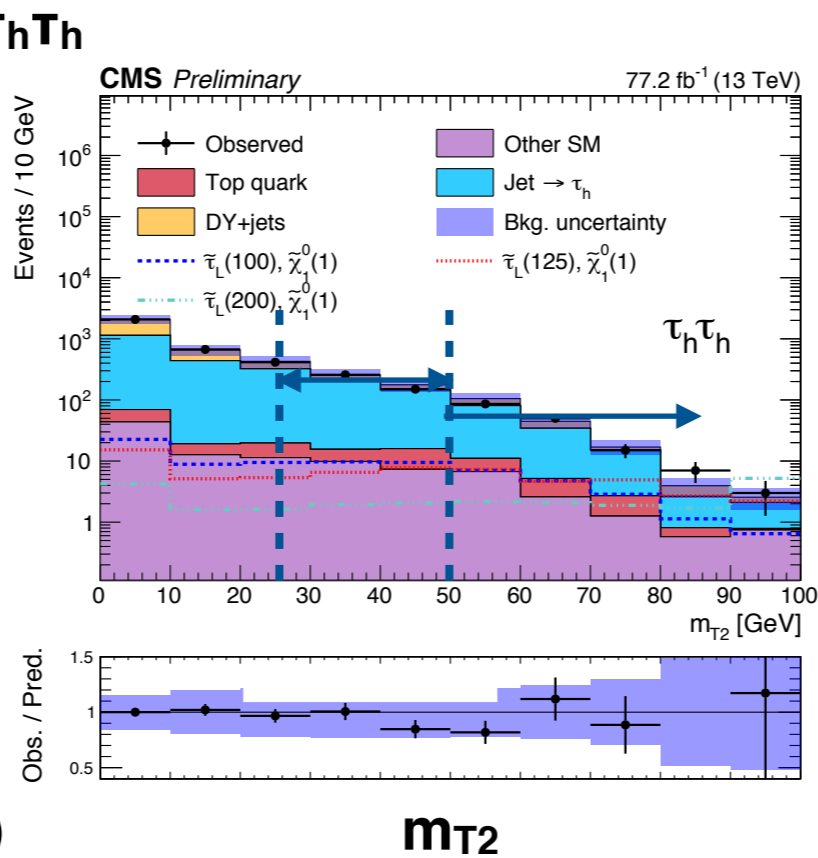 τhτh
CMS Preliminary 77.2 fb⁻¹ (13 TeV)
Events / 10 GeV
10⁶
10⁵
10⁴
10³
10²
10
1
Observed
Other SM
Top quark
Jet → τh
DY+jets
Bkg. uncertainty
τ̃L(100), χ̃⁰₁(1)
τ̃L(125), χ̃⁰₁(1)
τ̃L(200), χ̃⁰₁(1)
τhτh
0 10 20 30 40 50 60 70 80 90 100
mT2 [GeV]
Obs. / Pred.
1.5
1
0.5
)
mT2